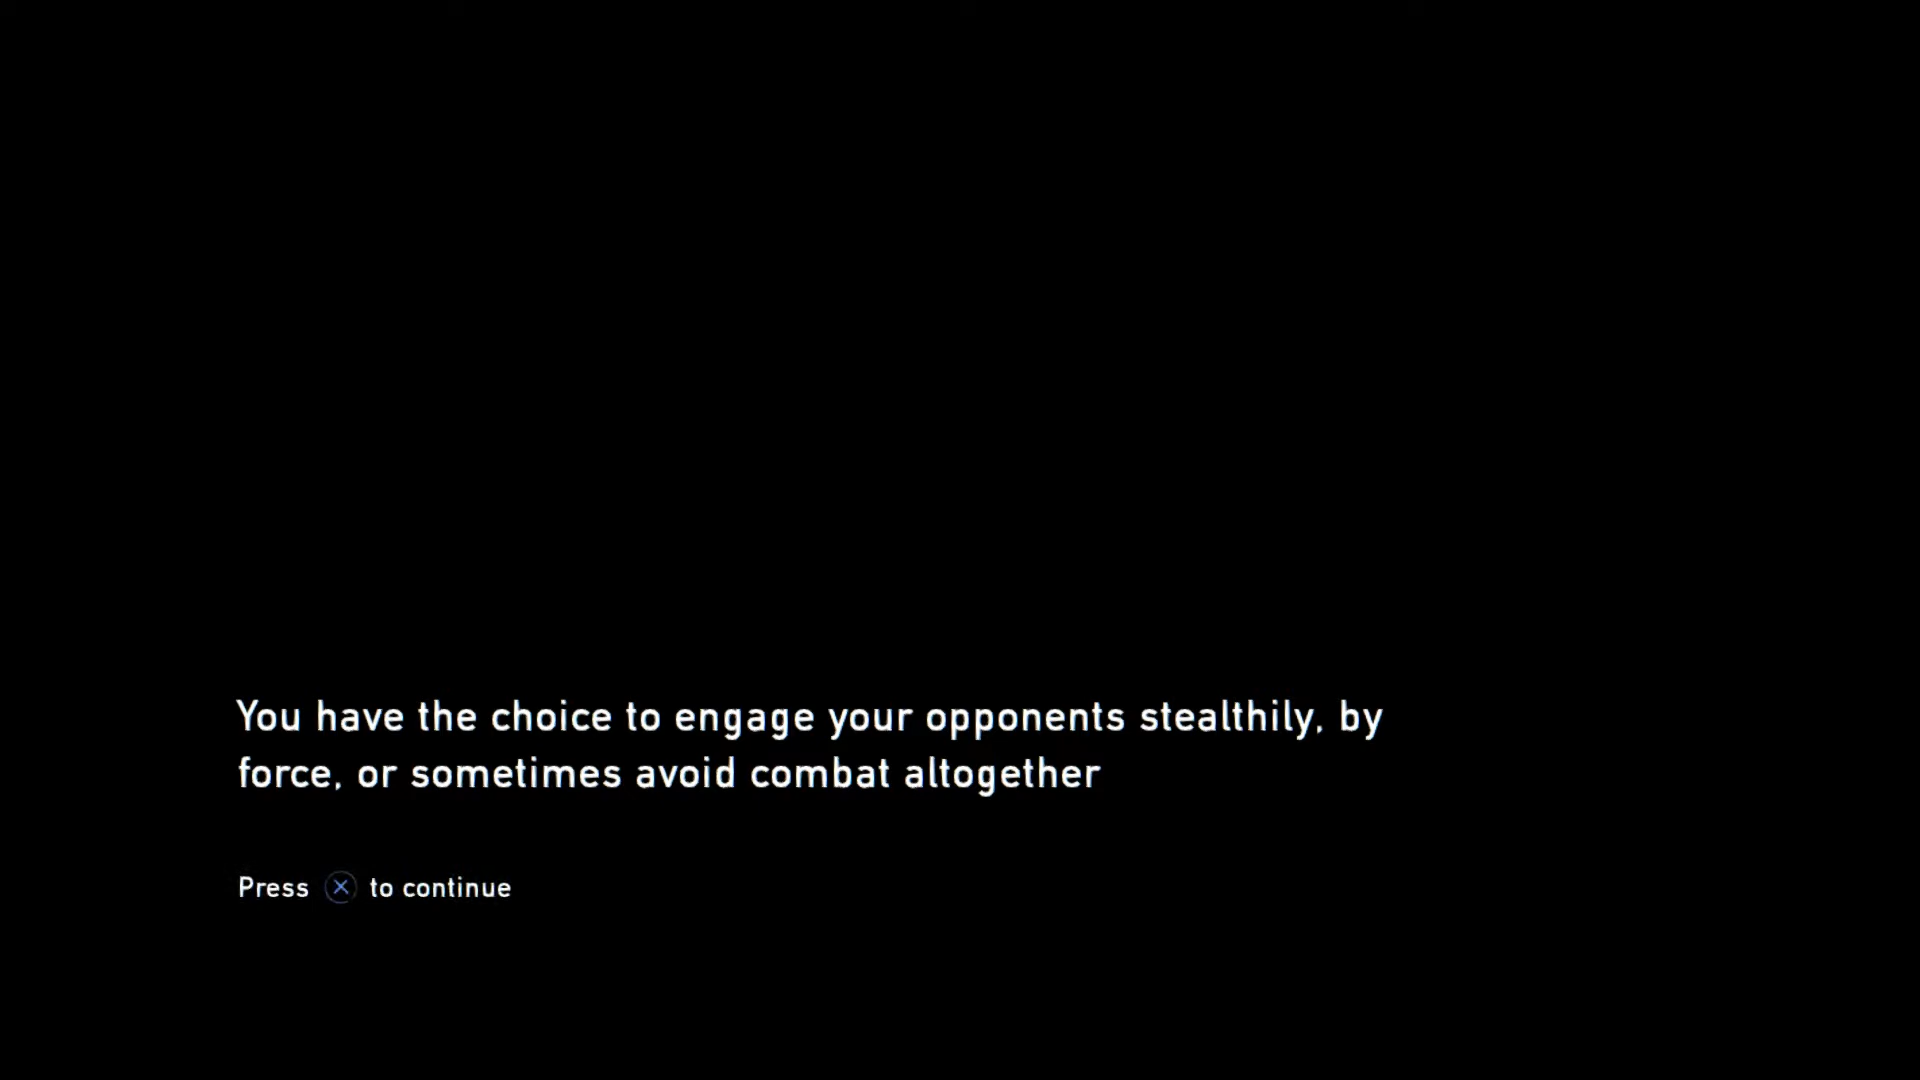 You have the choice to engage your opponents stealthily, by
force, or sometimes avoid combat altogether
Press ⓧ to continue